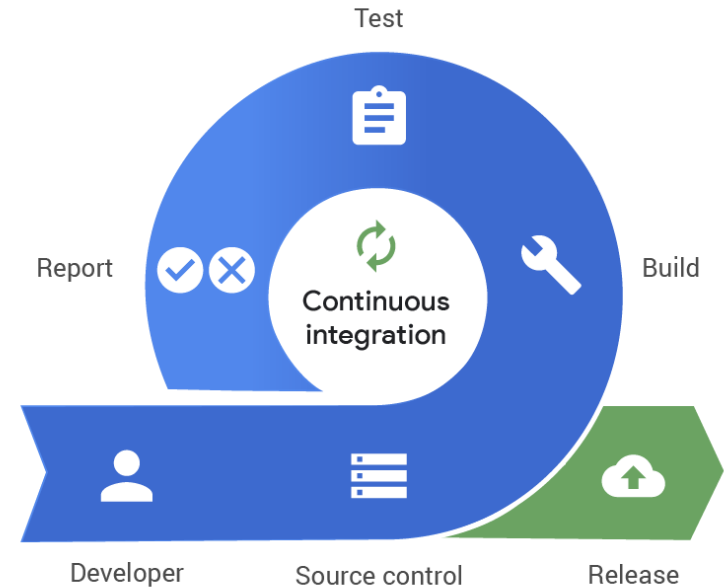 Test
Report
Build
Continuous
integration
Developer
Source control
Release